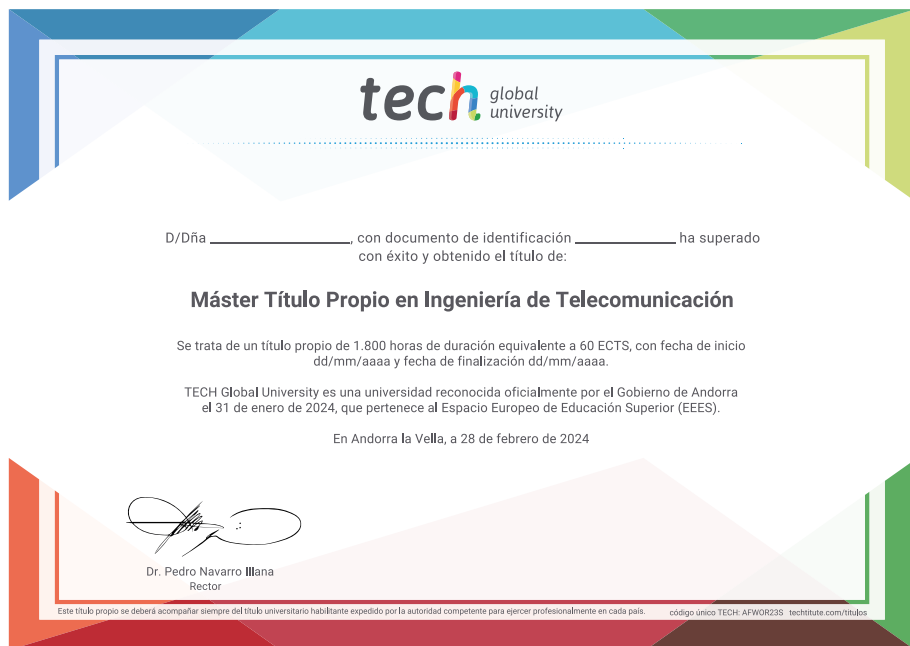 tech global university
D/Dña ____________________, con documento de identificación ______________ ha superado
con éxito y obtenido el título de:
Máster Título Propio en Ingeniería de Telecomunicación
Se trata de un título propio de 1.800 horas de duración equivalente a 60 ECTS, con fecha de inicio
dd/mm/aaaa y fecha de finalización dd/mm/aaaa.
TECH Global University es una universidad reconocida oficialmente por el Gobierno de Andorra
el 31 de enero de 2024, que pertenece al Espacio Europeo de Educación Superior (EEES).
En Andorra la Vella, a 28 de febrero de 2024
Dr. Pedro Navarro Illana
Rector
Este título propio se deberá acompañar siempre del título universitario habilitante expedido por la autoridad competente para ejercer profesionalmente en cada país. código único TECH: AFWOR23S techtitute.com/titulos